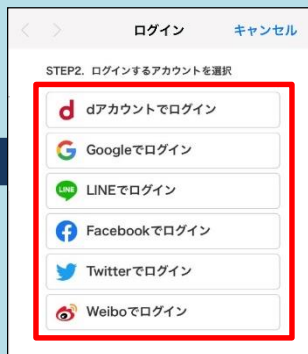 ログイン キャンセル
STEP2. ログインするアカウントを選択
d dアカウントでログイン
Googleでログイン
LINE LINEでログイン
Facebookでログイン
Twitterでログイン
Weiboでログイン